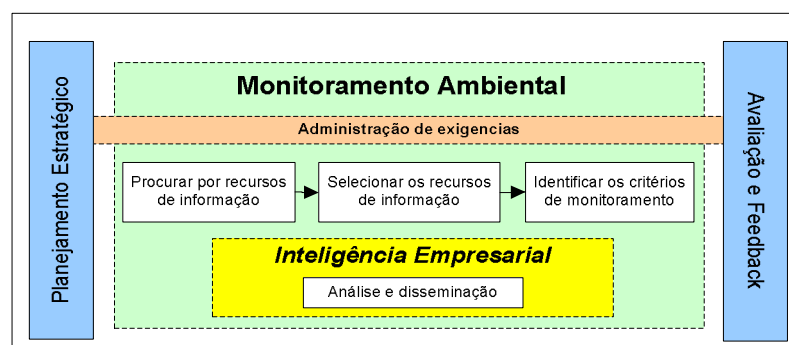 Planejamento Estratégico
Monitoramento Ambiental
Administração de exigencias
Procurar por recursos
de informação
Selecionar os recursos
de informação
Identificar os critérios
de monitoramento
Inteligência Empresarial
Análise e disseminação
Avaliação e Feedback